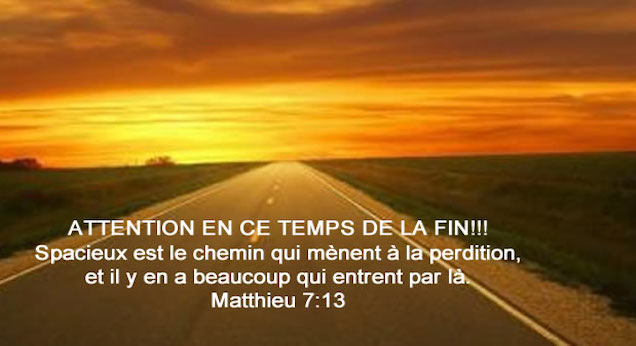 ATTENTION EN CE TEMPS DE LA FIN!!!
Spacieux est le chemin qui mènent à la perdition,
et il y en a beaucoup qui entrent par là.
Matthieu 7:13